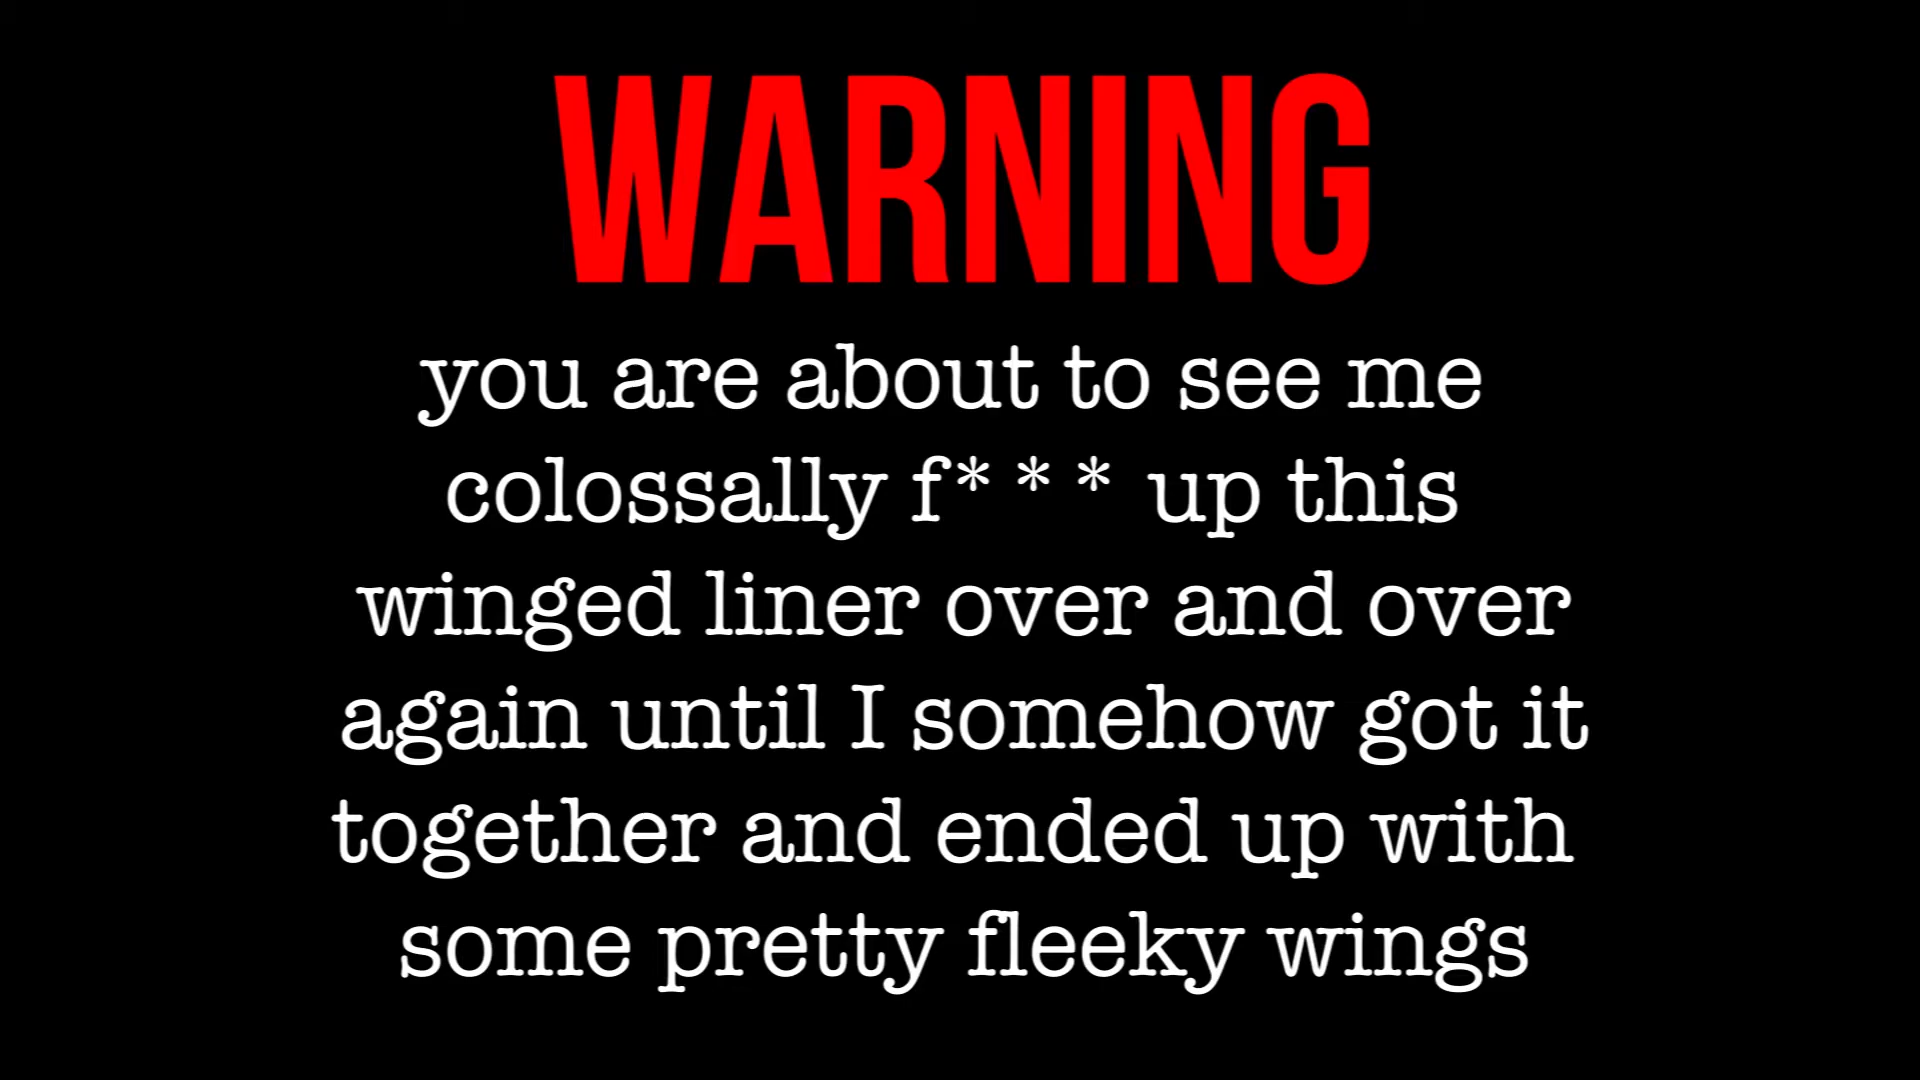 WARNING
you are about to see me
colossally f*** up this
winged liner over and over
again until I somehow got it
together and ended up with
some pretty fleeky wings